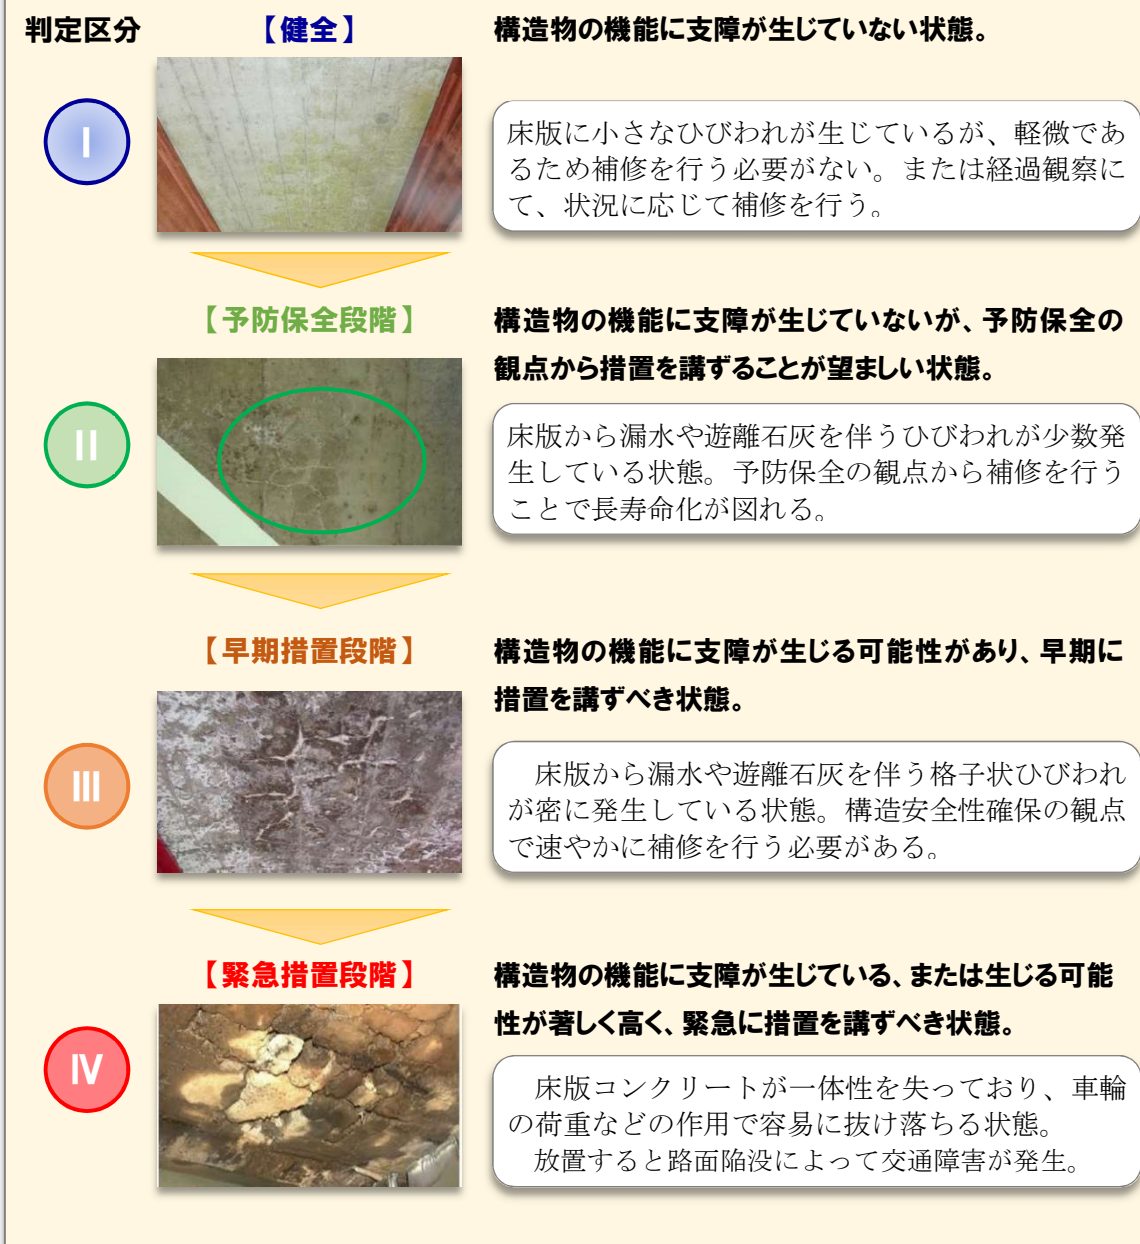 判定区分
【健全】
構造物の機能に支障が生じていない状態。
Ⅰ
床版に小さなひびわれが生じているが、軽微であ
るため補修を行う必要がない。または経過観察に
て、状況に応じて補修を行う。
【予防保全段階】
構造物の機能に支障が生じていないが、予防保全の
観点から措置を講ずることが望ましい状態。
Ⅱ
床版から漏水や遊離石灰を伴うひびわれが少数発
生している状態。予防保全の観点から補修を行う
ことで長寿命化が図れる。
【早期措置段階】
構造物の機能に支障が生じる可能性があり、早期に
措置を講ずべき状態。
Ⅲ
床版から漏水や遊離石灰を伴う格子状ひびわれ
が密に発生している状態。構造安全性確保の観点
で速やかに補修を行う必要がある。
【緊急措置段階】
構造物の機能に支障が生じている、または生じる可能
性が著しく高く、緊急に措置を講ずべき状態。
Ⅳ
床版コンクリートが一体性を失っており、車輪
の荷重などの作用で容易に抜け落ちる状態。
放置すると路面陥没によって交通障害が発生。